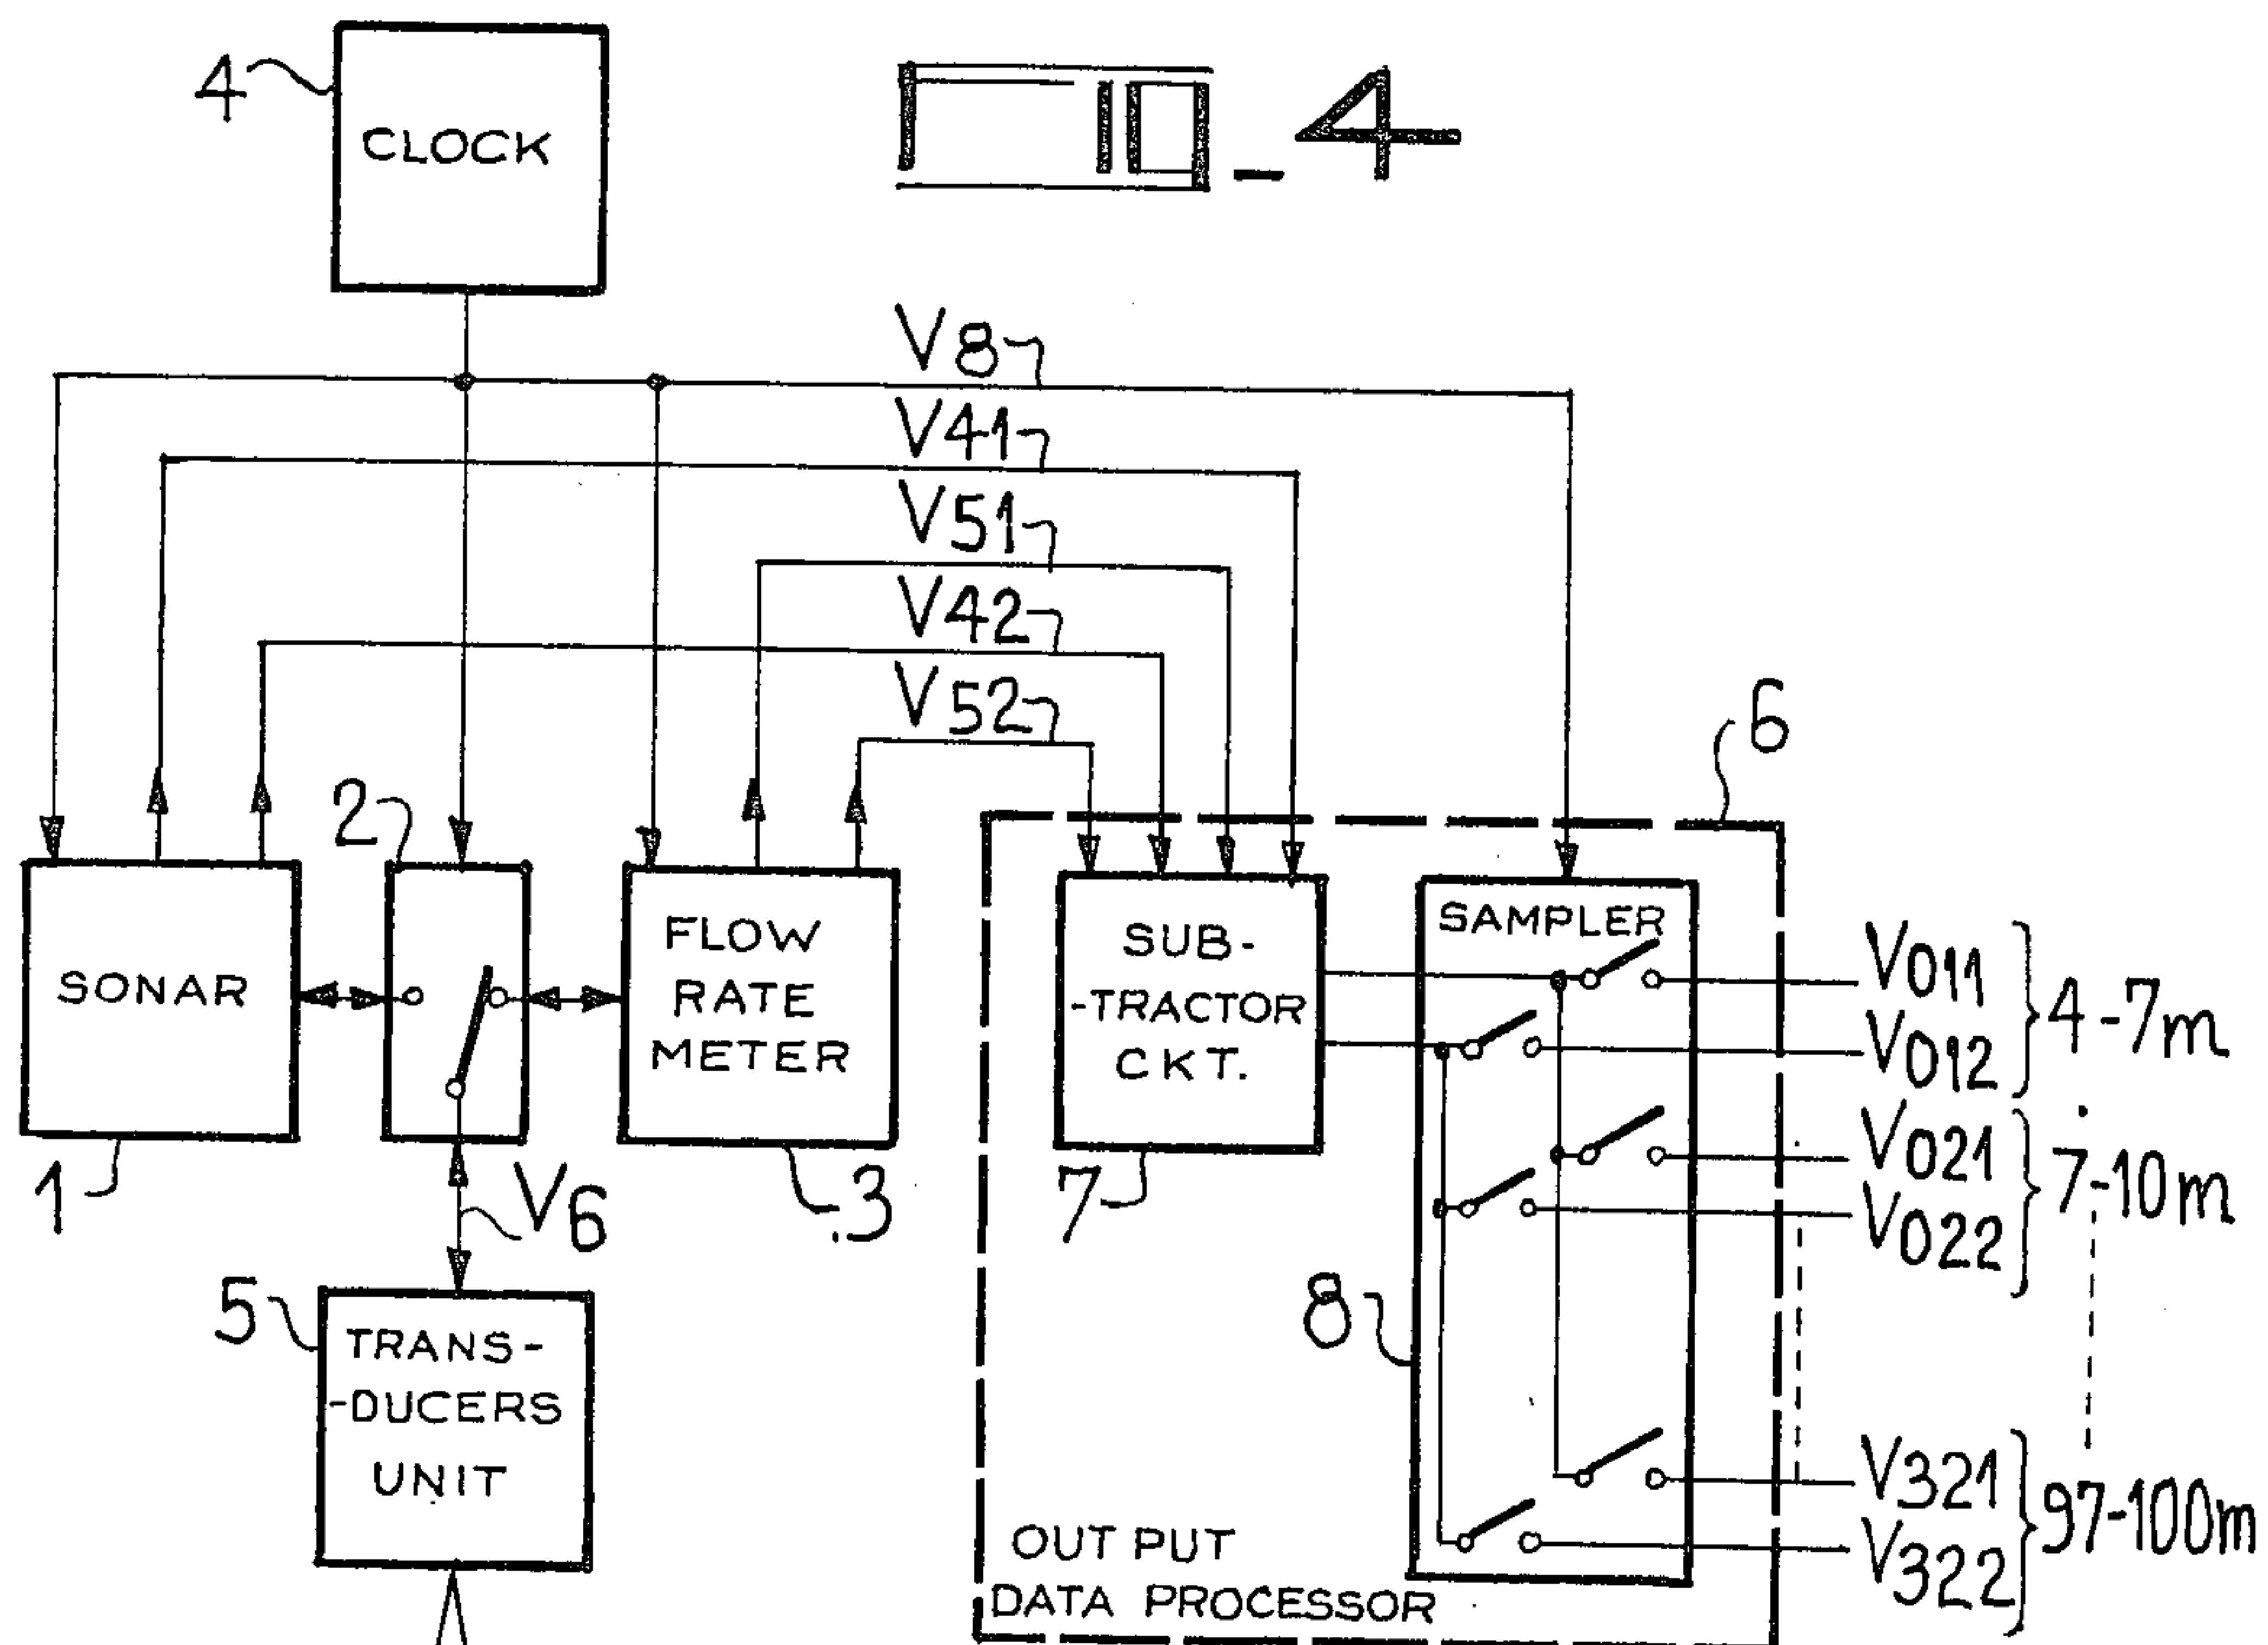 4
CLOCK
FIG_4
V8
V41
V51
V42
V52
6
2
SONAR
FLOW
RATE
METER
SUB-
-TRACTOR
CKT.
SAMPLER
V011
V012
4-7m
V021
V022
7-10m
1
V6
3
7
5
TRANS-
-DUCERS
UNIT
8
V321
V322
97-100m
OUTPUT
DATA PROCESSOR